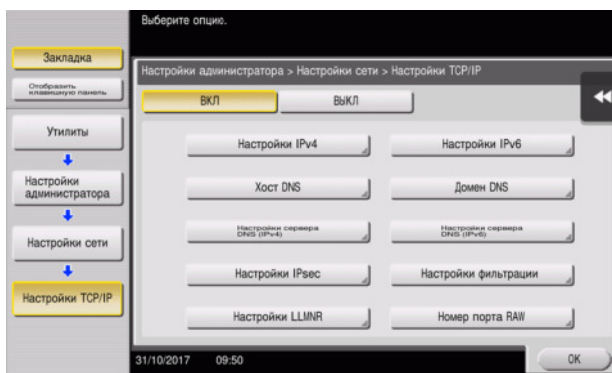 Выберите опцию.
Закладка
Отобразить
клавишную панель
Утилиты
Настройки
администратора
Настройки сети
Настройки TCP/IP
Настройки администратора > Настройки сети > Настройки TCP/IP
ВКЛ
ВЫКЛ
Настройки IPv4
Настройки IPv6
Хост DNS
Домен DNS
Настройки сервера
DNS (IPv4)
Настройки сервера
DNS (IPv6)
Настройки IPsec
Настройки фильтрации
Настройки LLMNR
Номер порта RAW
31/10/2017 09:50
OK